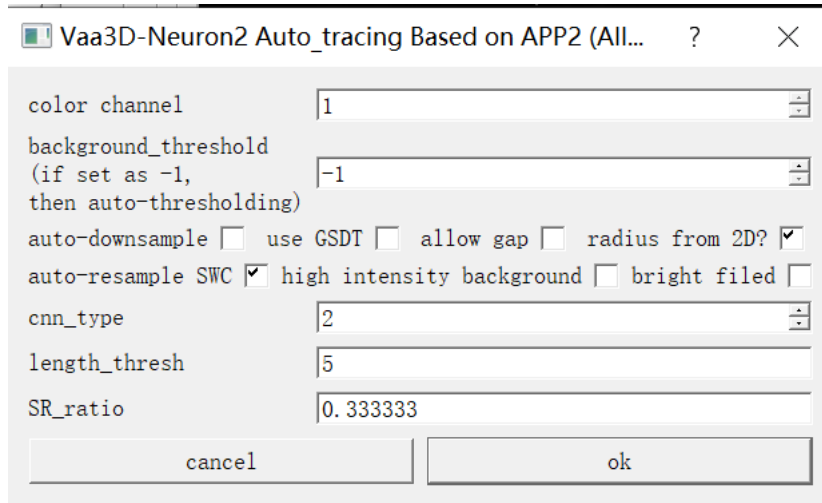 Vaa3D-Neuron2 Auto_tracing Based on APP2 (All... ?
color channel 1
background_threshold
(if set as -1, -1
then auto-thresholding)
auto-downsample use GSDT allow gap radius from 2D?
auto-resample SWC high intensity background bright filed
cnn_type 2
length_thresh 5
SR_ratio 0.333333
cancel ok